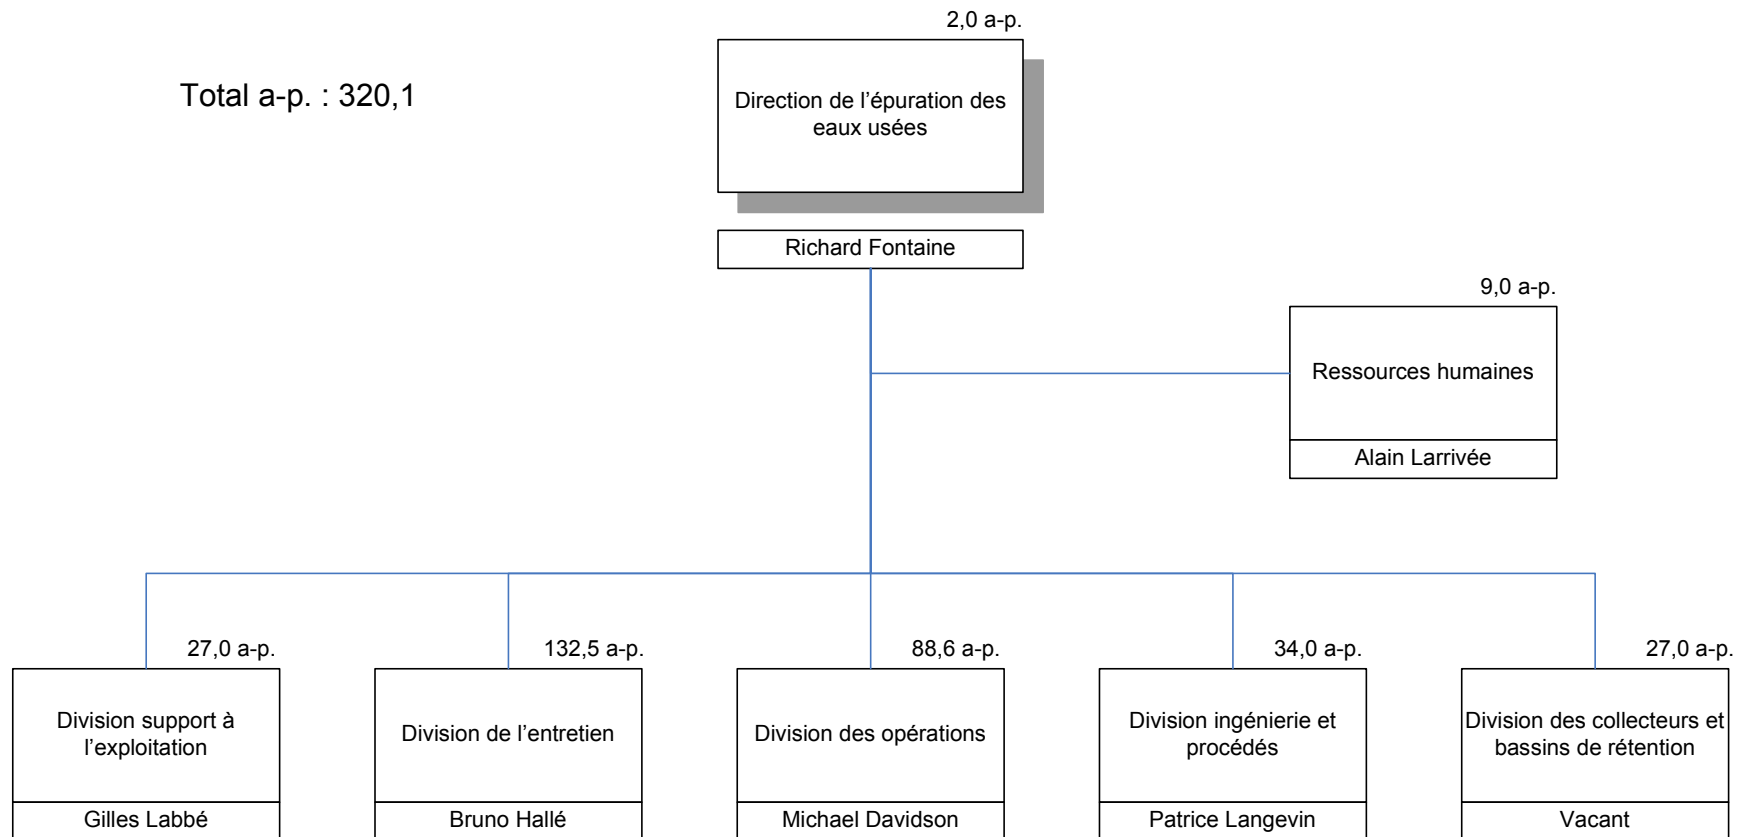 2,0 a-p.
Total a-p. : 320,1
Direction de l’épuration des
eaux usées
Richard Fontaine
9,0 a-p.
Ressources humaines
Alain Larrivée
27,0 a-p.
132,5 a-p.
88,6 a-p.
34,0 a-p.
27,0 a-p.
Division support à
l’exploitation
Division de l’entretien
Division des opérations
Division ingénierie et
procédés
Division des collecteurs et
bassins de rétention
Gilles Labbé
Bruno Hallé
Michael Davidson
Patrice Langevin
Vacant